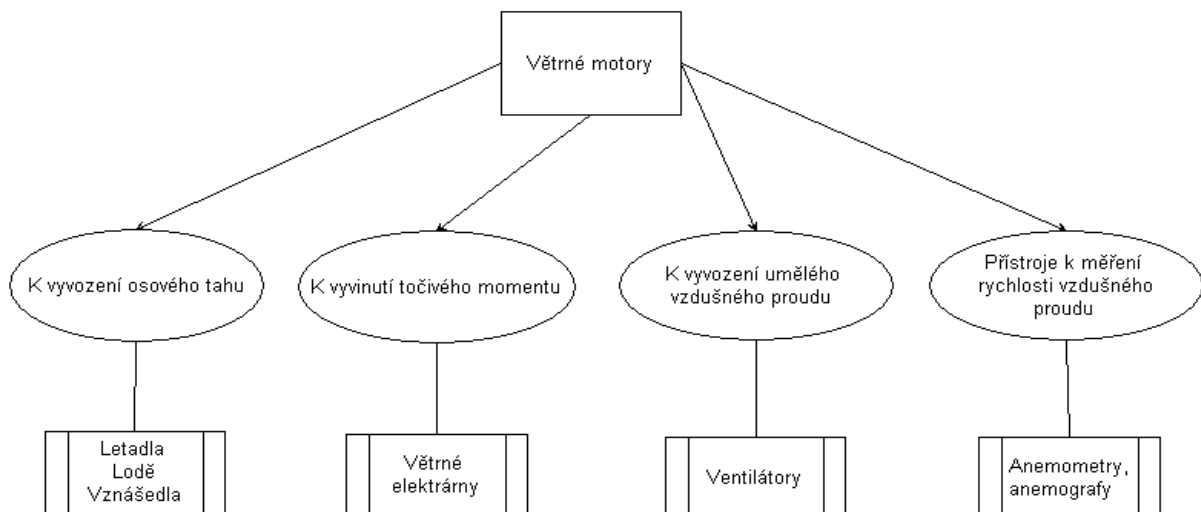 Větrné motory
K vyvození osového tahu
K vyvinutí točivého momentu
K vyvození umělého
vzdušného proudu
Přístroje k měření
rychlosti vzdušného
proudu
Letadla
Lodě
Vznášedla
Větrné
elektrárny
Ventilátory
Anemometry,
anemografy